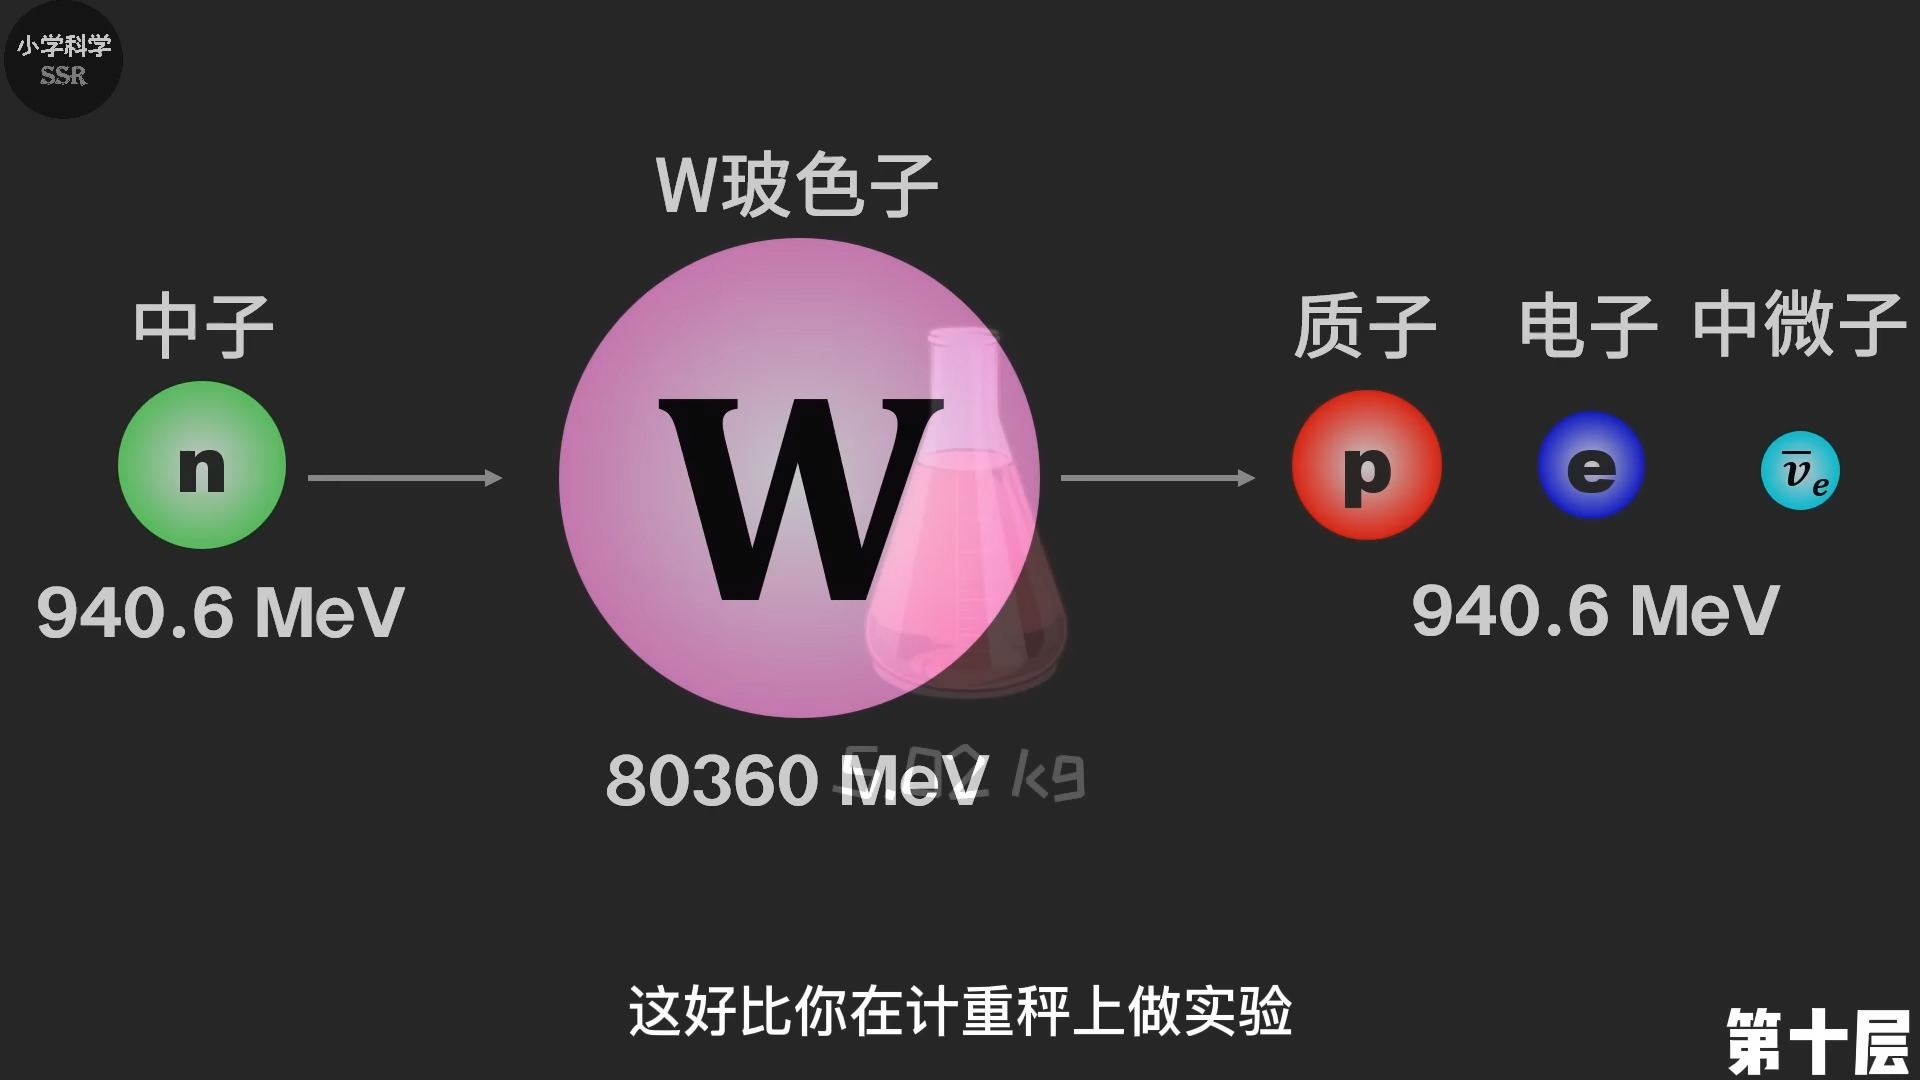 小学科学
SSR
W玻色子
中子
质子 电子 中微子
n
W
p
e
ν̅e
940.6 MeV
940.6 MeV
80360 MeV
kg
这好比你在计重秤上做实验
第十层